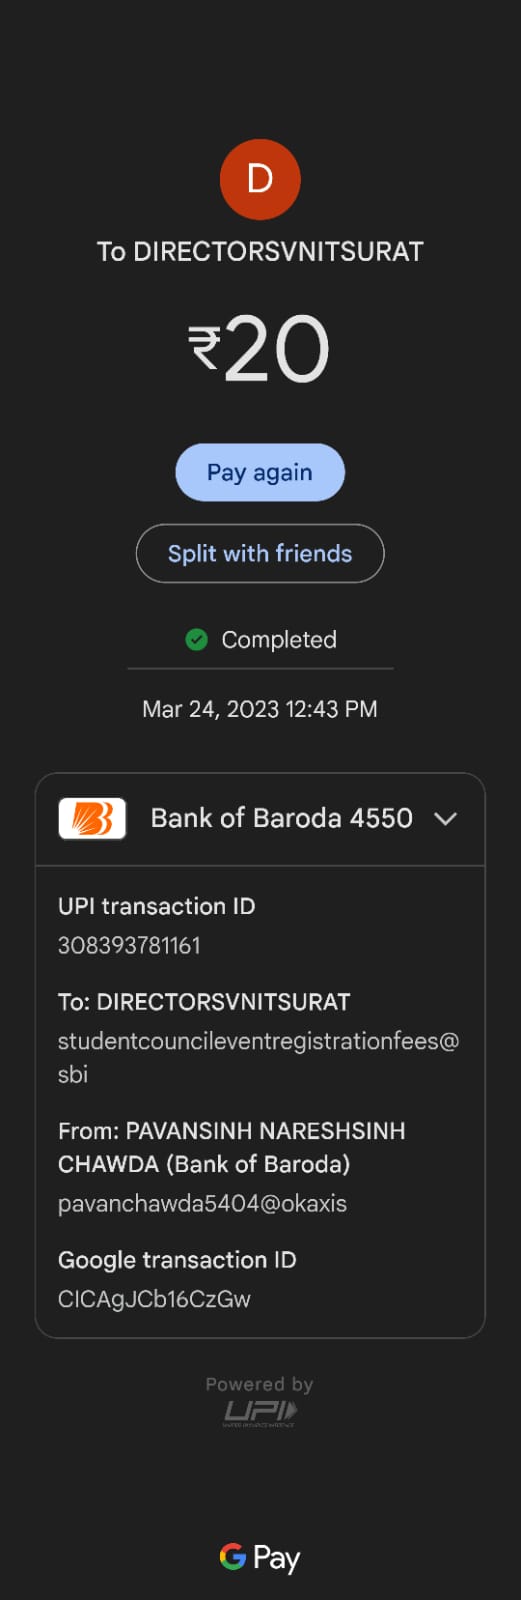 D
To DIRECTORSVNITSURAT
₹20
Pay again
Split with friends
Completed
Mar 24, 2023 12:43 PM
Bank of Baroda 4550
UPI transaction ID
308393781161
To: DIRECTORSVNITSURAT
studentcouncileventregistrationfees@
sbi
From: PAVANSINH NARESHSINH
CHAWDA (Bank of Baroda)
pavanchawda5404@okaxis
Google transaction ID
CICAgJCb16CzGw
Powered by
UPI
G Pay